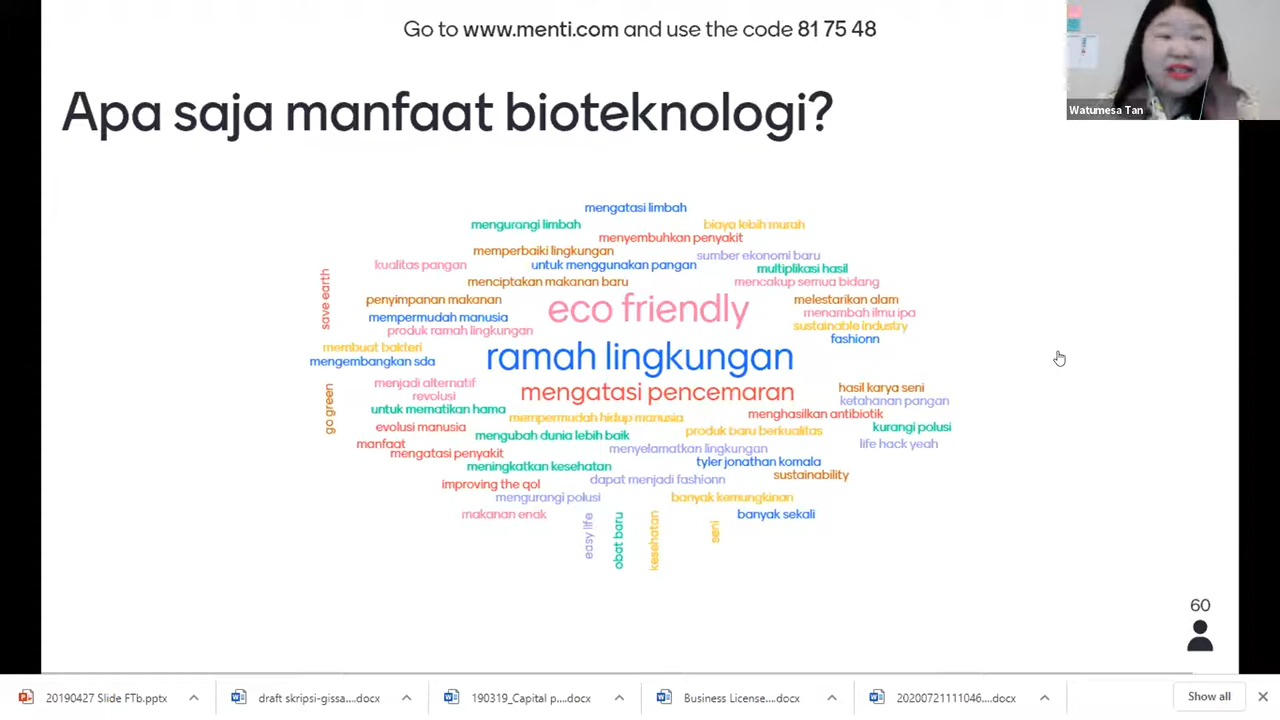 Go to www.menti.com and use the code 81 75 48
Watumesa Tan
Apa saja manfaat bioteknologi?
mengatasi limbah
mengurangi limbah
biaya lebih murah
menyembuhkan penyakit
memperbaiki lingkungan
sumber ekonomi baru
kualitas pangan
untuk menggunakan pangan
multiplikasi hasil
menciptakan makanan baru
mencakup semua bidang
save earth
penyimpanan makanan
eco friendly
melestarikan alam
mempermudah manusia
menambah ilmu ipa
produk ramah lingkungan
sustainable industry
fashionn
membuat bakteri
ramah lingkungan
mengembangkan sda
menjadi alternatif
mengatasi pencemaran
hasil karya seni
revolusi
ketahanan pangan
go green
untuk mematikan hama
mempermudah hidup manusia
menghasilkan antibiotik
evolusi manusia
mengubah dunia lebih baik
produk baru berkualitas
kurangi polusi
manfaat
menyelamatkan lingkungan
life hack yeah
mengatasi penyakit
meningkatkan kesehatan
tyler jonathan komala
improving the qol
dapat menjadi fashionn
sustainability
mengurangi polusi
banyak kemungkinan
makanan enak
banyak sekali
easy life
obat baru
kesehatan
seni
60
20190427 Slide FTb.pptx
draft skripsi-gissa....docx
190319_Capital p....docx
Business License....docx
20200721111046....docx
Show all